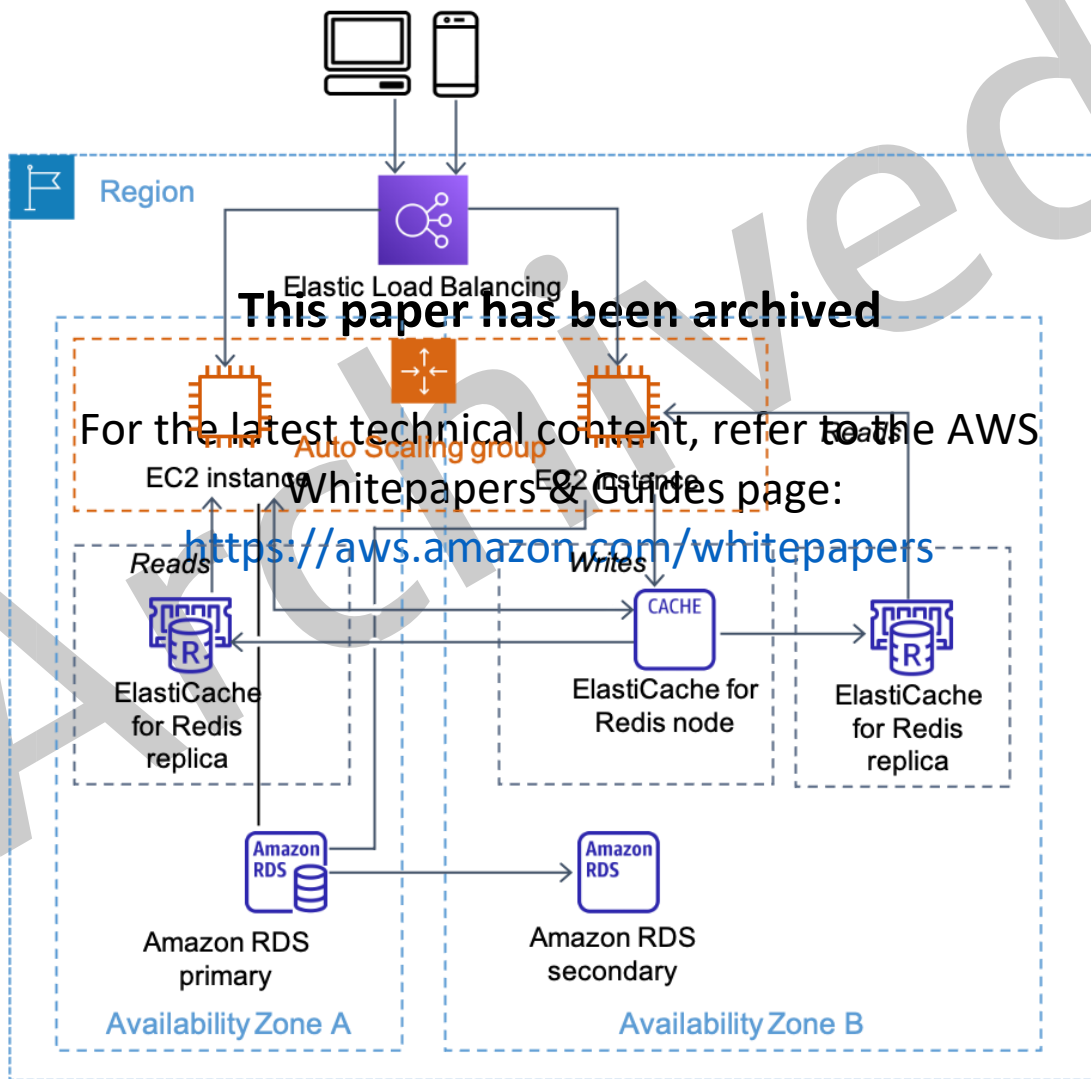 Archived
Region
Elastic Load Balancing
This paper has been archived
For the latest technical content, refer to the AWS
Whitepapers & Guides page:
https://aws.amazon.com/whitepapers
Auto Scaling group
EC2 instance
EC2 instance
Reads
Reads
Writes
CACHE
R
R
ElastiCache
for Redis
replica
ElastiCache for
Redis node
ElastiCache
for Redis
replica
Amazon
RDS
Amazon
RDS
Amazon RDS
primary
Amazon RDS
secondary
Availability Zone A
Availability Zone B